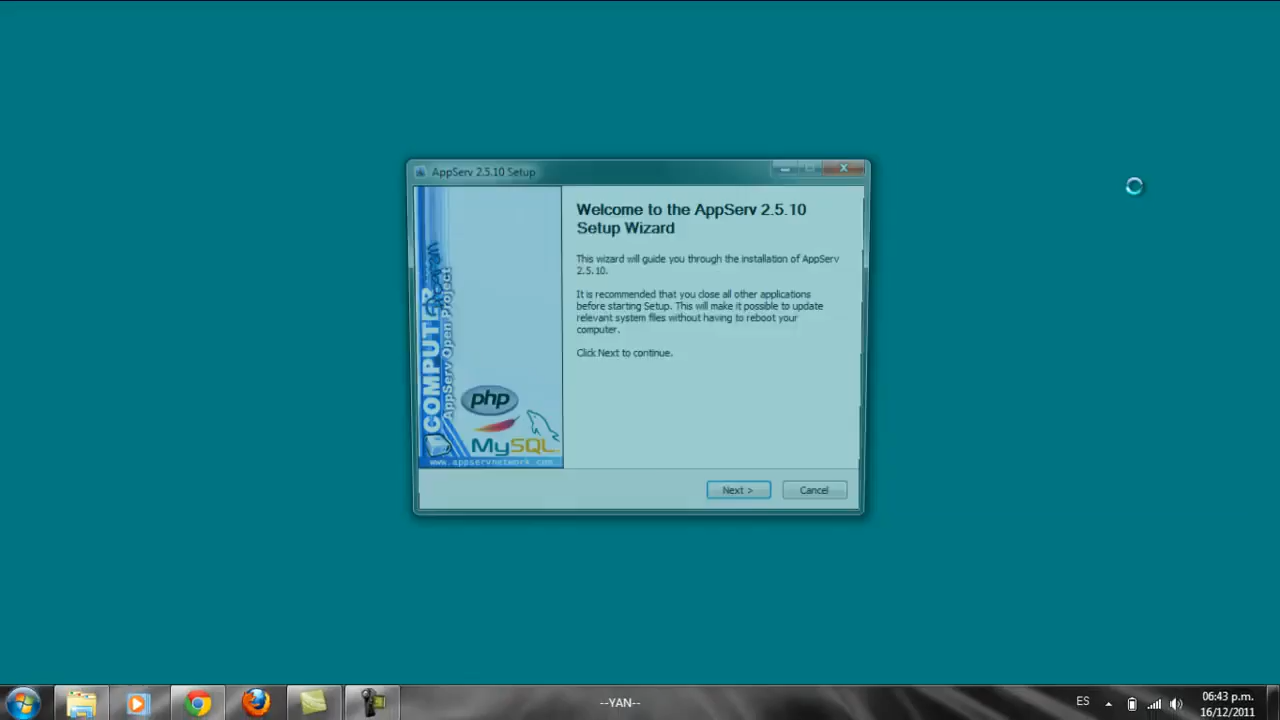 AppServ 2.5.10 Setup
Welcome to the AppServ 2.5.10
Setup Wizard
This wizard will guide you through the installation of AppServ
2.5.10.
It is recommended that you close all other applications
before starting Setup. This will make it possible to update
relevant system files without having to reboot your
computer.
Click Next to continue.
COMPUTER
AppServ Open Project
php
MySQL
www.appservnetwork.com
Next >
Cancel
--YAN--
ES
06:43 p.m.
16/12/2011